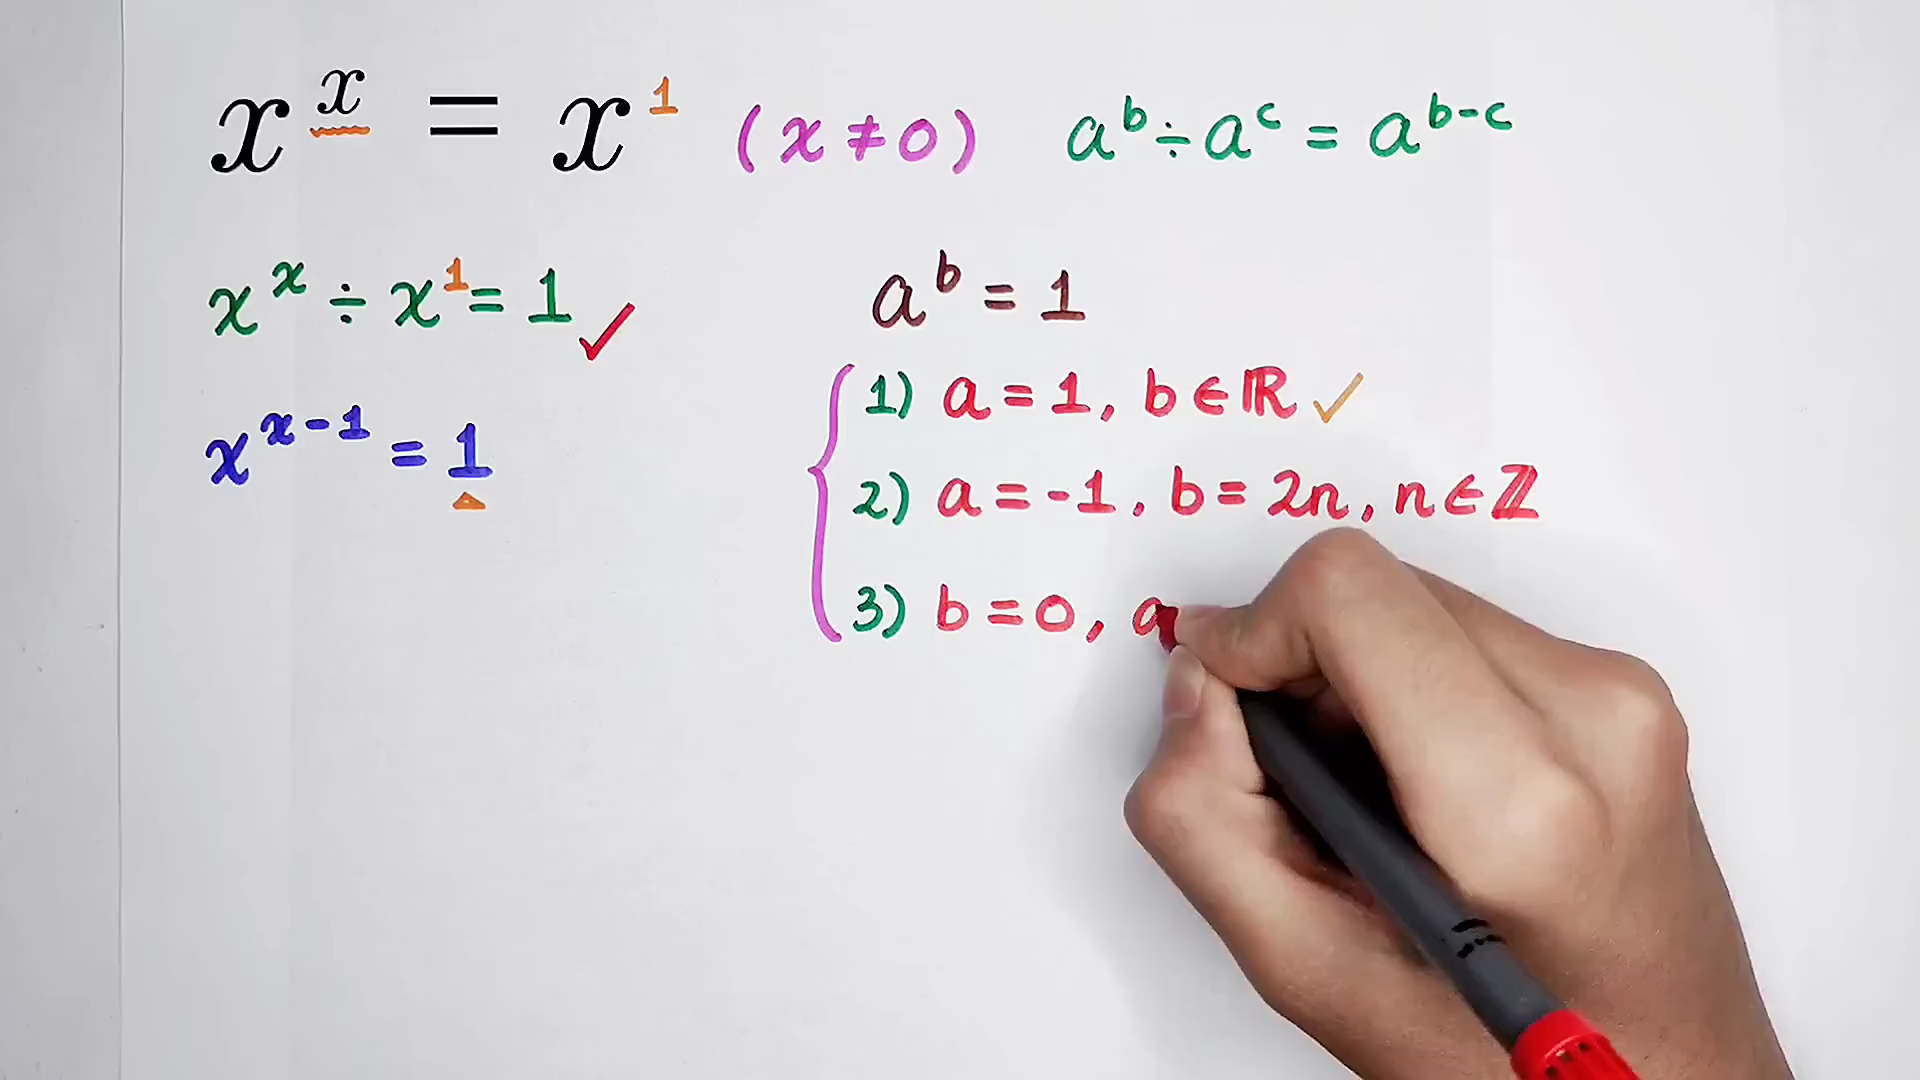 x^x = x^1 (x ≠ 0) a^b ÷ a^c = a^{b-c}
x^x ÷ x^1 = 1 ✓ a^b = 1
1) a = 1, b ∈ ℝ ✓
x^{x-1} = 1
2) a = -1, b = 2n, n ∈ ℤ
3) b = 0, a